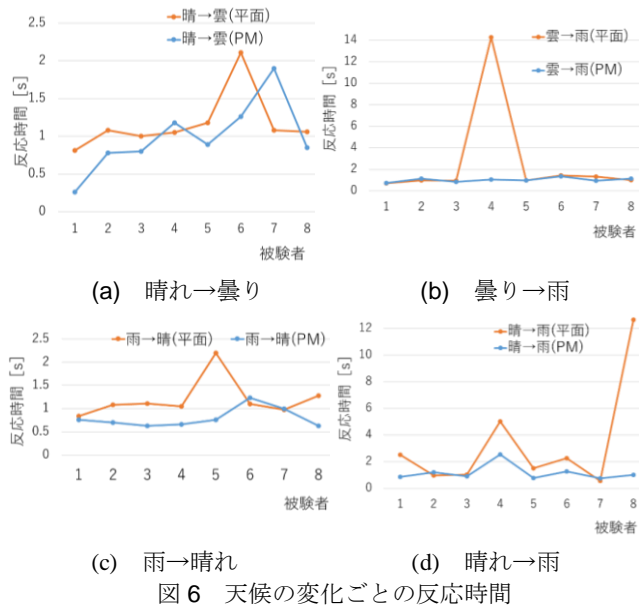 晴→雲(平面)
晴→雲(PM)
反応時間 [s]
2.5
2
1.5
1
0.5
0
1 2 3 4 5 6 7 8
被験者
(a) 晴れ→曇り
雲→雨(平面)
雲→雨(PM)
反応時間 [s]
14
12
10
8
6
4
2
0
1 2 3 4 5 6 7 8
被験者
(b) 曇り→雨
雨→晴(平面) 雨→晴(PM)
反応時間 [s]
2.5
2
1.5
1
0.5
0
1 2 3 4 5 6 7 8
被験者
(c) 雨→晴れ
晴→雨(平面)
晴→雨(PM)
反応時間 [s]
12
10
8
6
4
2
0
1 2 3 4 5 6 7 8
被験者
(d) 晴れ→雨
図 6 天候の変化ごとの反応時間